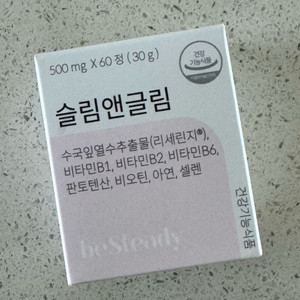 500 mg X 60 정 (30 g)
건강
기능식품
슬림앤글림
수국잎열수추출물(리세린지®),
비타민B1, 비타민B2, 비타민B6,
판토텐산, 비오틴, 아연, 셀렌
건강기능식품
beSteady